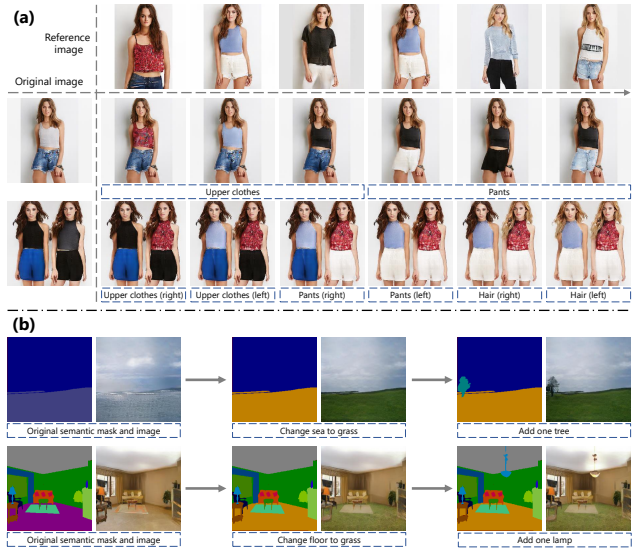 (a)
Reference
image
Original image
Upper clothes
Pants
Upper clothes (right)
Upper clothes (left)
Pants (right)
Pants (left)
Hair (right)
Hair (left)
(b)
Original semantic mask and image
Change sea to grass
Add one tree
Original semantic mask and image
Change floor to grass
Add one lamp